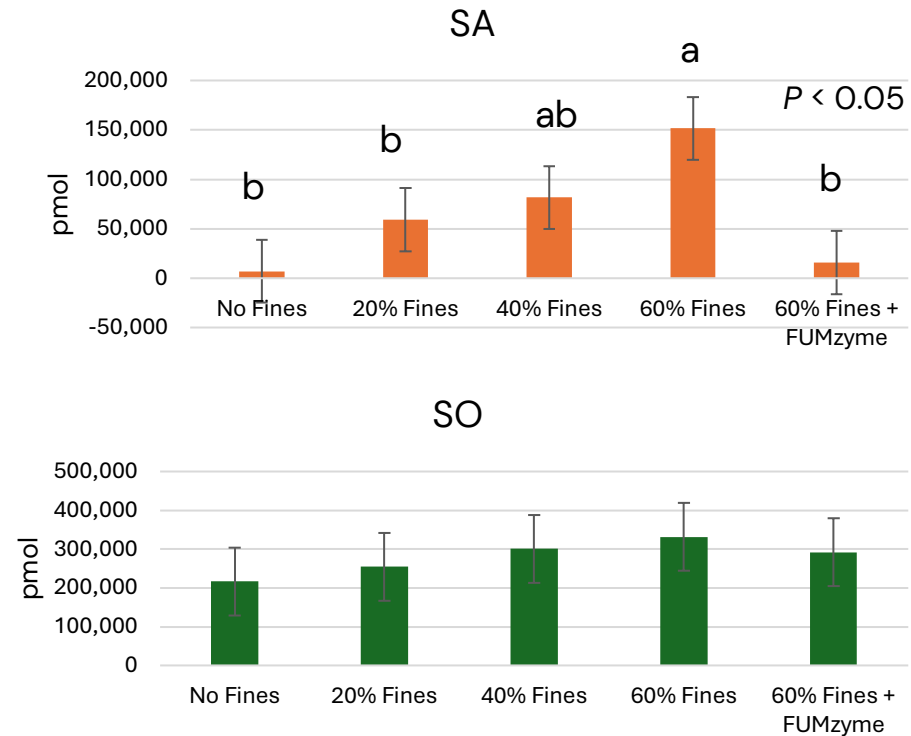 SA
a
200,000
P < 0.05
150,000
ab
b
100,000
b
b
pmol
50,000
0
No Fines 20% Fines 40% Fines 60% Fines 60% Fines +
FUMzyme
-50,000
SO
500,000
400,000
300,000
pmol
200,000
100,000
0
No Fines 20% Fines 40% Fines 60% Fines 60% Fines +
FUMzyme